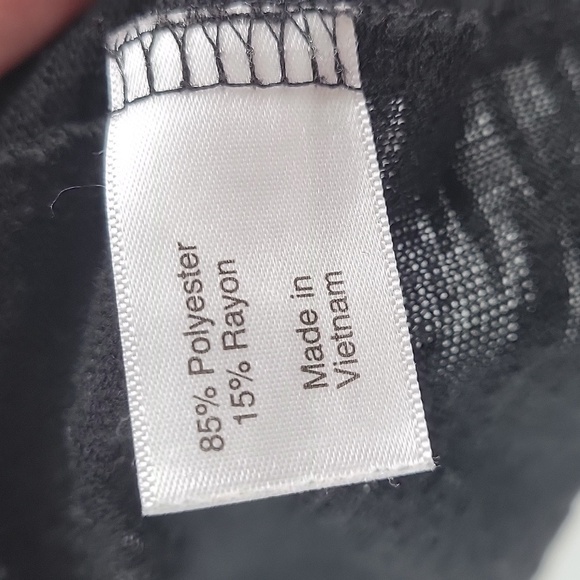 85% Polyester
15% Rayon
Made in
Vietnam